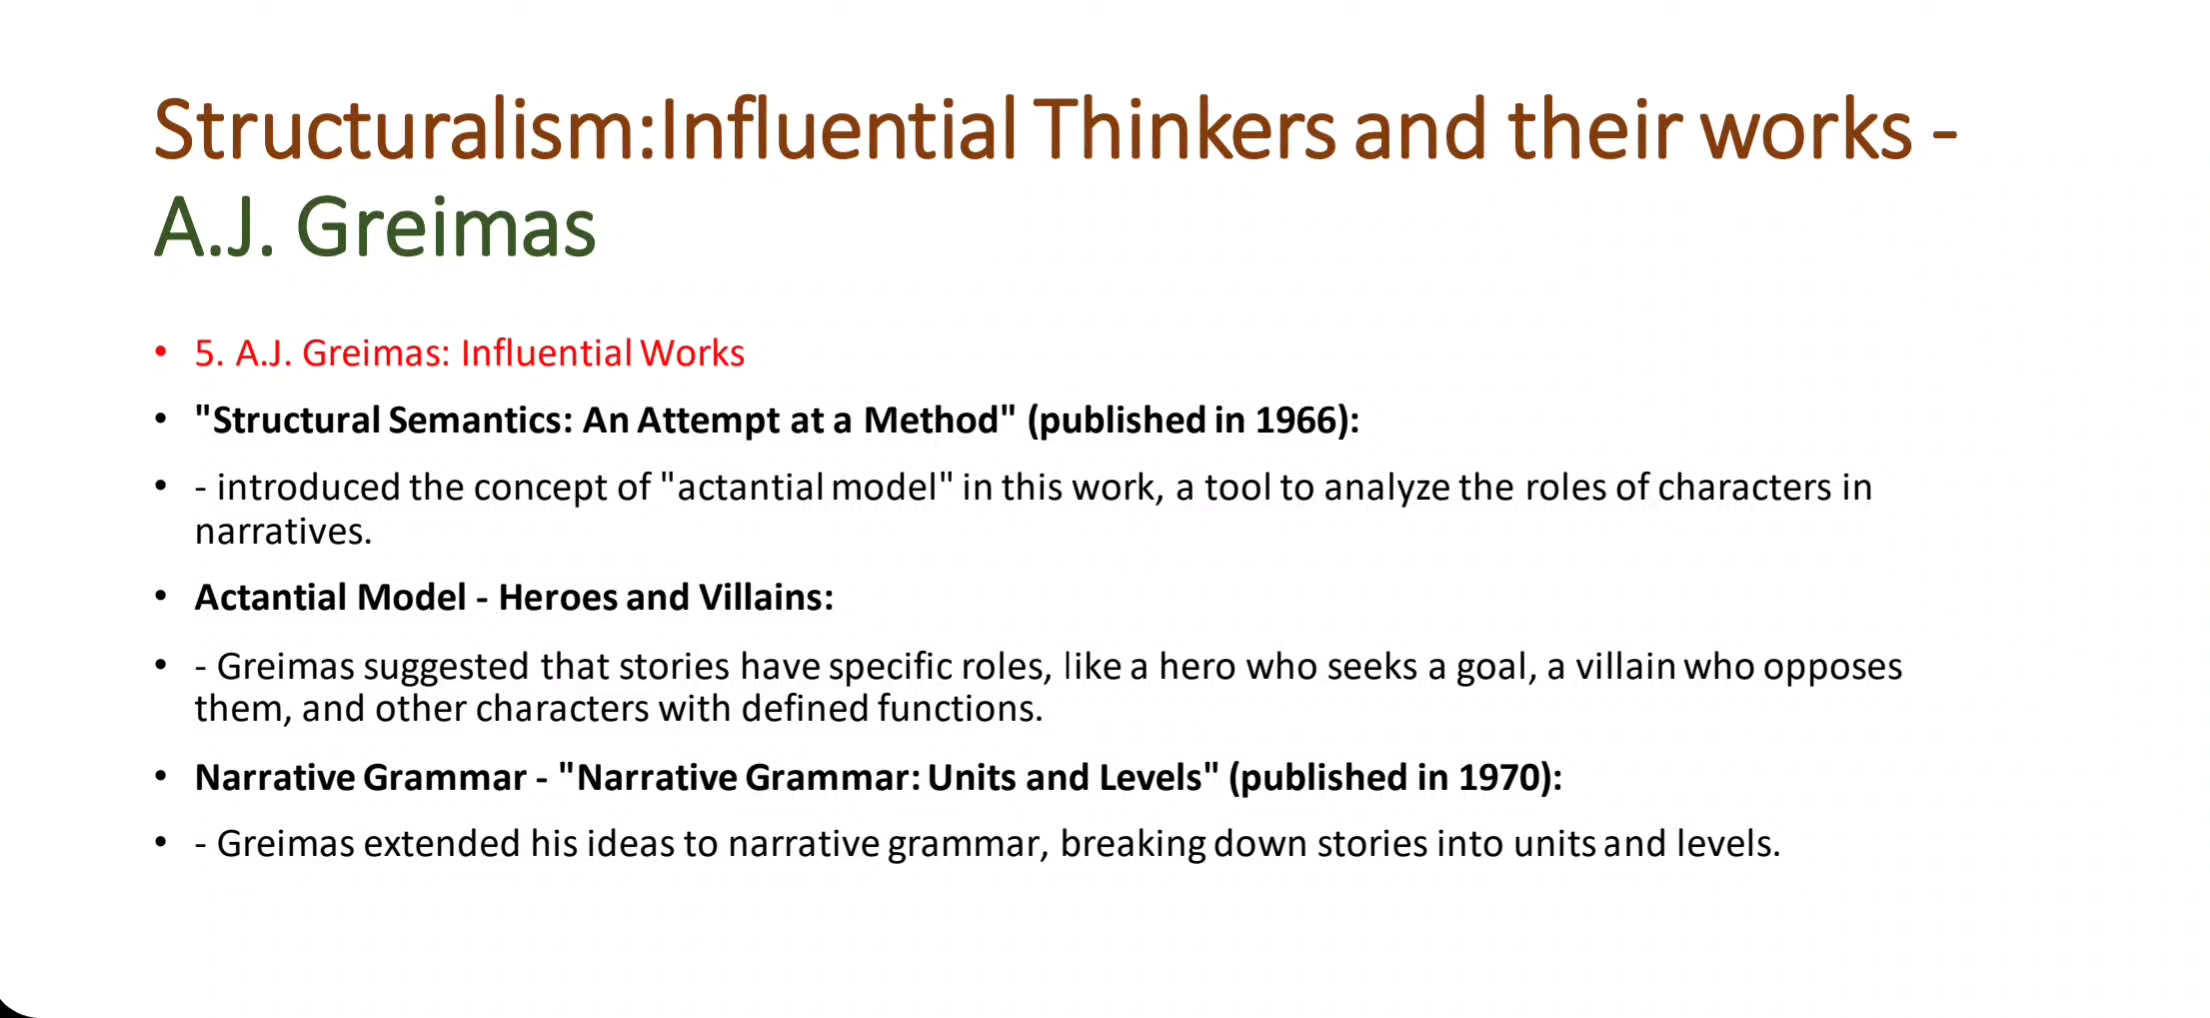 Structuralism:Influential Thinkers and their works -
A.J. Greimas
• 5. A.J. Greimas: Influential Works
• "Structural Semantics: An Attempt at a Method" (published in 1966):
• - introduced the concept of "actantial model" in this work, a tool to analyze the roles of characters in
narratives.
• Actantial Model - Heroes and Villains:
• - Greimas suggested that stories have specific roles, like a hero who seeks a goal, a villain who opposes
them, and other characters with defined functions.
• Narrative Grammar - "Narrative Grammar: Units and Levels" (published in 1970):
• - Greimas extended his ideas to narrative grammar, breaking down stories into units and levels.